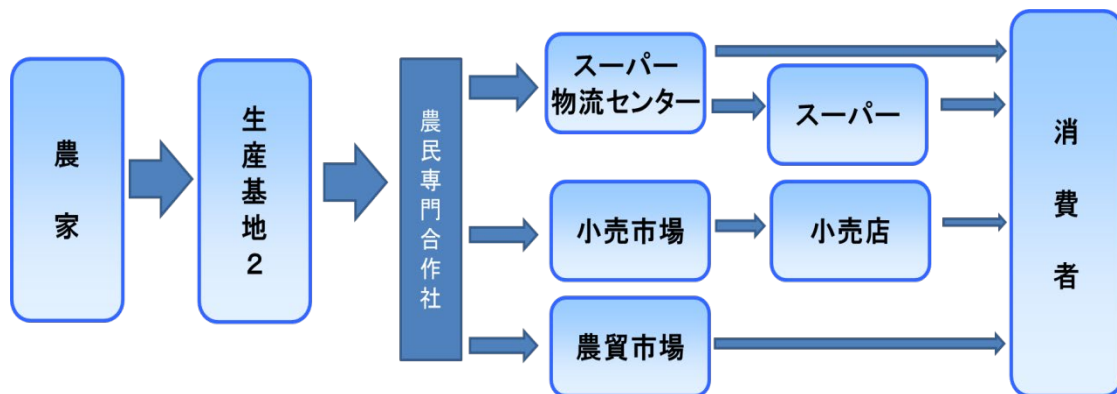 農家
生産基地2
農民専門合作社
スーパー
物流センター
スーパー
小売市場
小売店
農貿市場
消費者